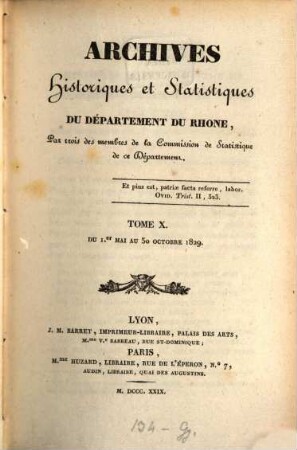 ARCHIVES
Historiques et Statistiques
DU DÉPARTEMENT DU RHONE,
Par trois des membres de la Commission de Statistique
de ce Département.
Et pius est, patriæ facta referre, labor.
OVID. Trist. II, 323.
TOME X.
DU 1.er MAI AU 30 OCTOBRE 1829.
LYON,
J. M. BARRET, IMPRIMEUR-LIBRAIRE, PALAIS DES ARTS,
M.me V.e BARREAU, RUE ST-DOMINIQUE;
PARIS,
M.me HUZARD, LIBRAIRE, RUE DE L'ÉPERON, N.o 7,
AUDIN, LIBRAIRE, QUAI DES AUGUSTINS.
M. DCCC. XXIX.